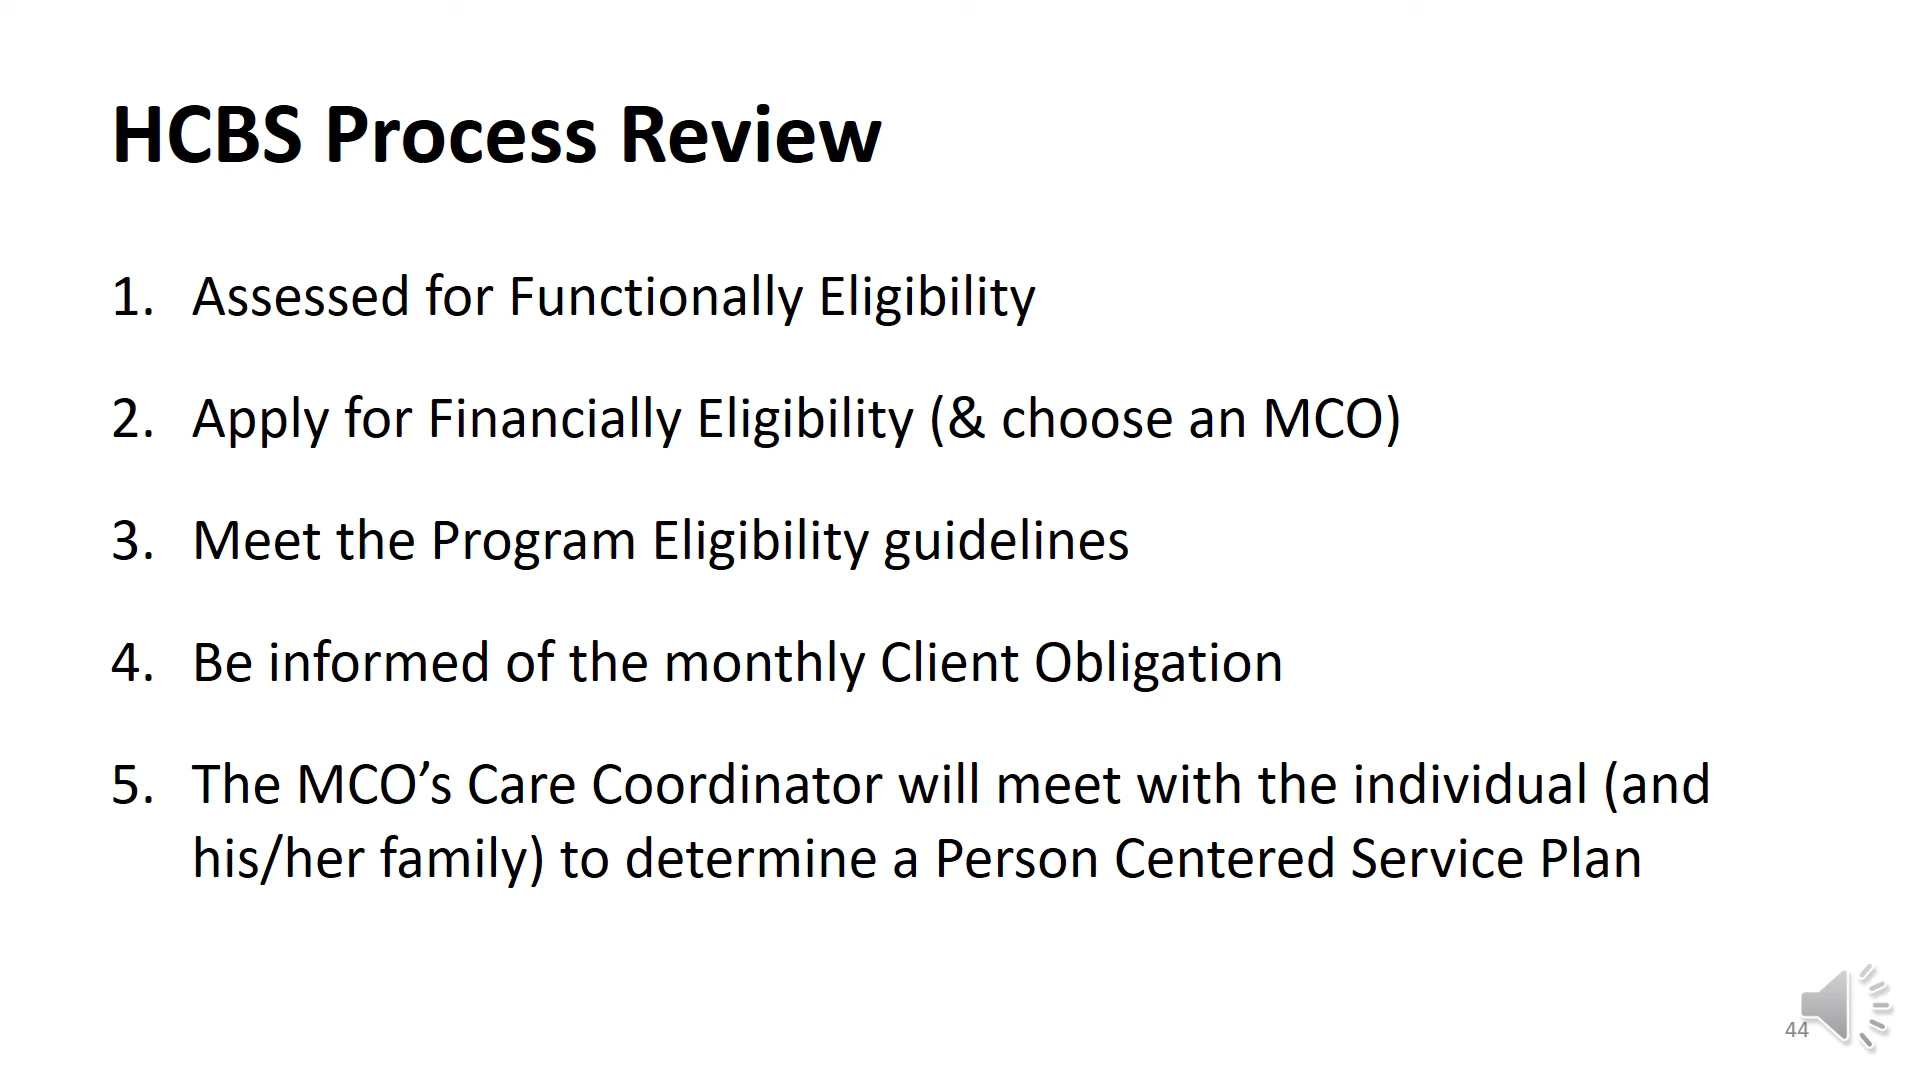 HCBS Process Review
1. Assessed for Functionally Eligibility
2. Apply for Financially Eligibility (& choose an MCO)
3. Meet the Program Eligibility guidelines
4. Be informed of the monthly Client Obligation
5. The MCO’s Care Coordinator will meet with the individual (and
his/her family) to determine a Person Centered Service Plan
44